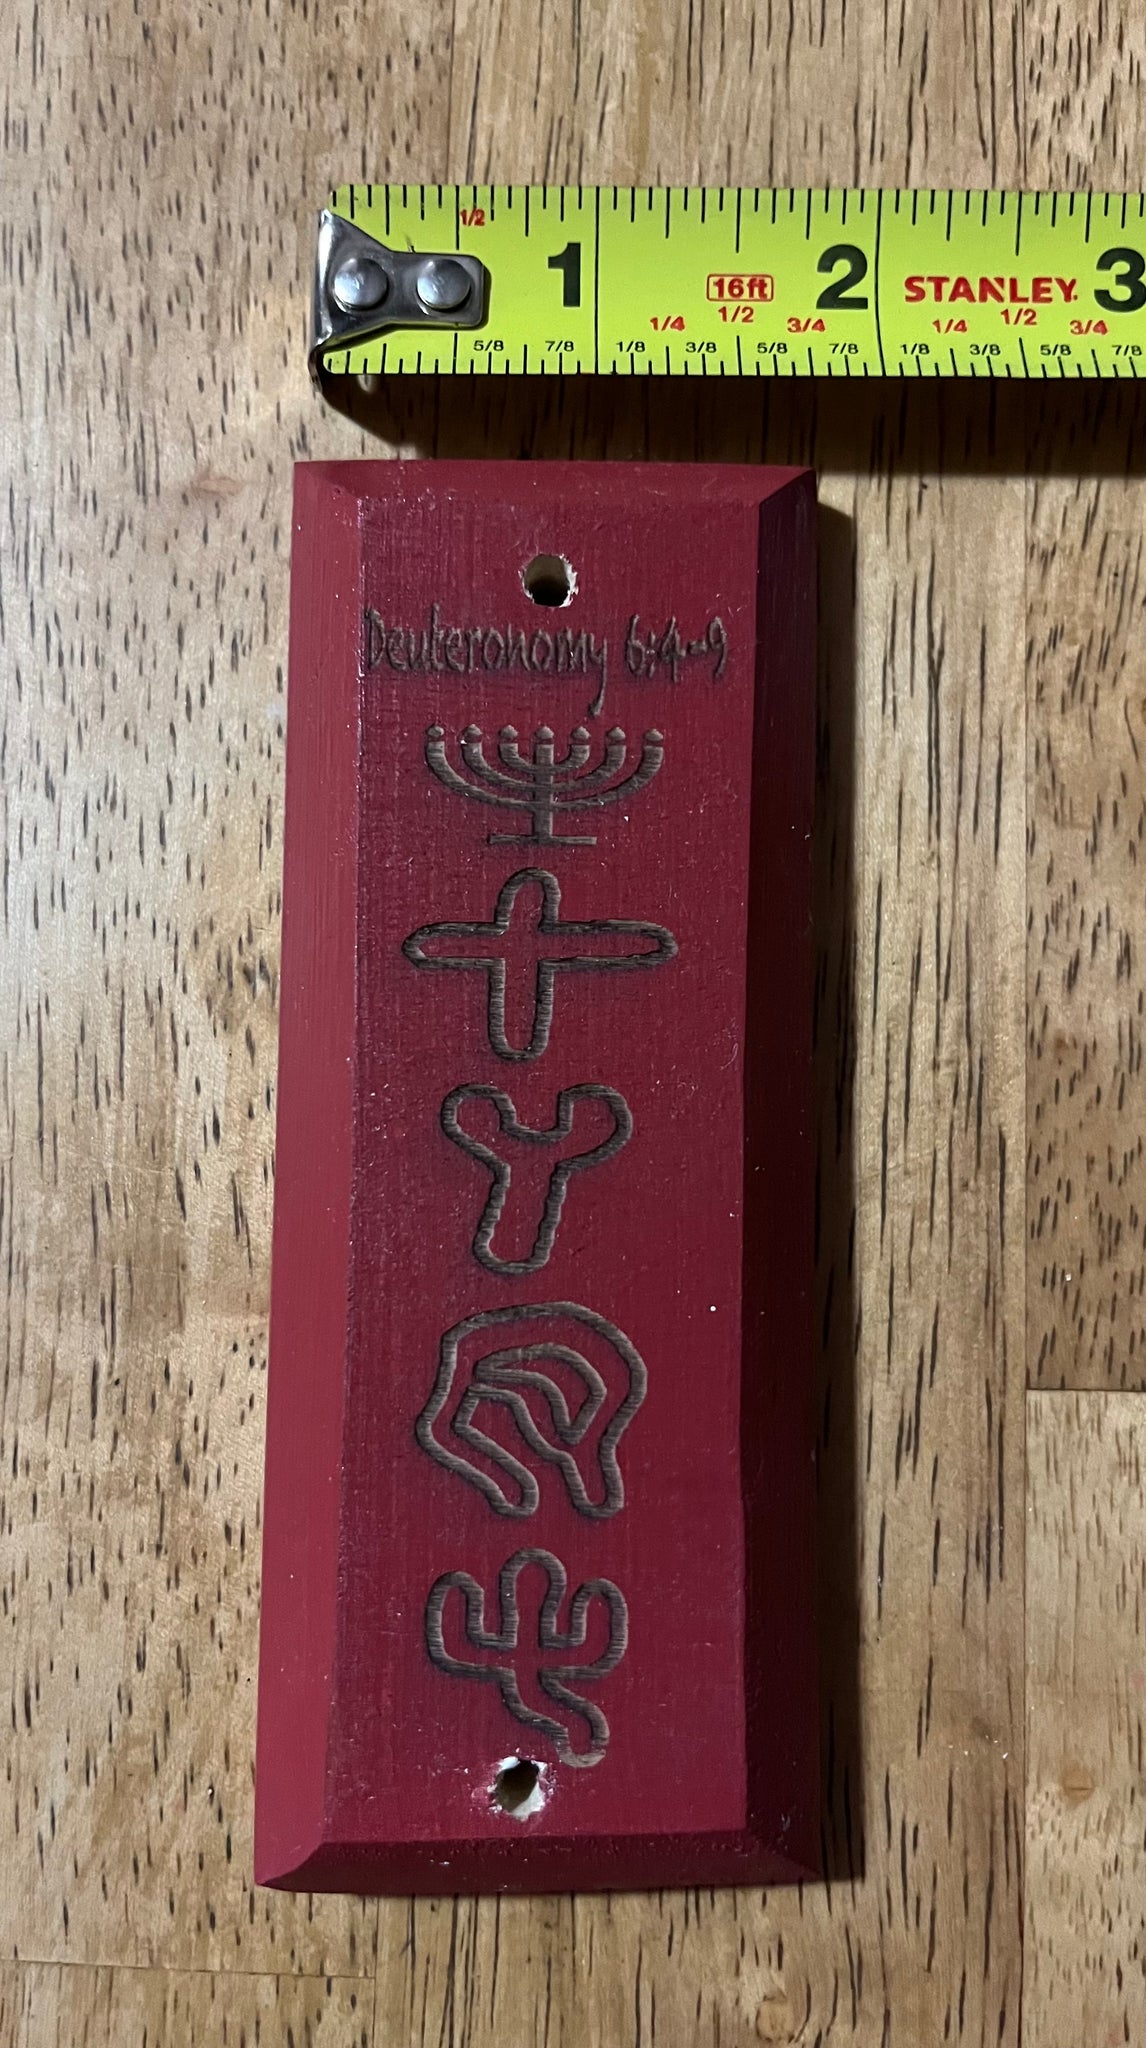 1/2
1 16ft 2 STANLEY. 3
1/4 1/2 3/4 1/4 1/2 3/4
5/8 7/8 1/8 3/8 5/8 7/8 1/8 3/8 5/8 7/8
Deuteronomy 6:4-9